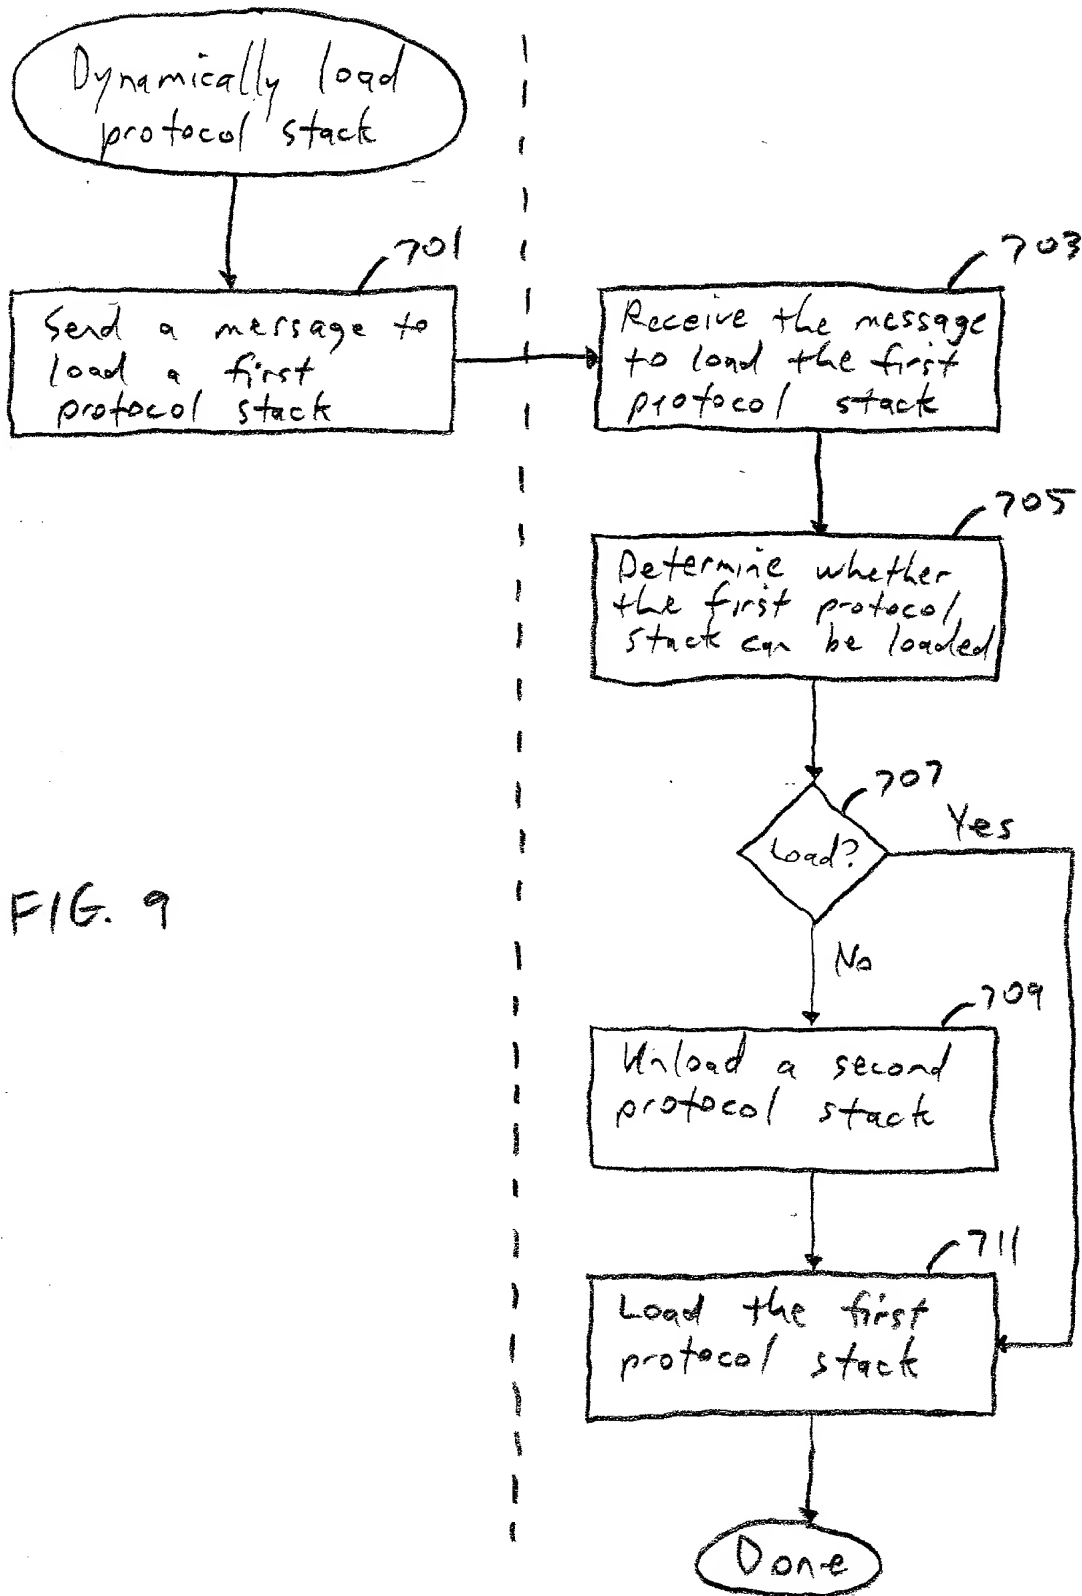 Dynamically load
protocol stack
701
Send a message to
load a first
protocol stack
703
Receive the message
to load the first
protocol stack
705
Determine whether
the first protocol
stack can be loaded
707
Load?
Yes
No
FIG. 9
709
Unload a second
protocol stack
711
Load the first
protocol stack
Done